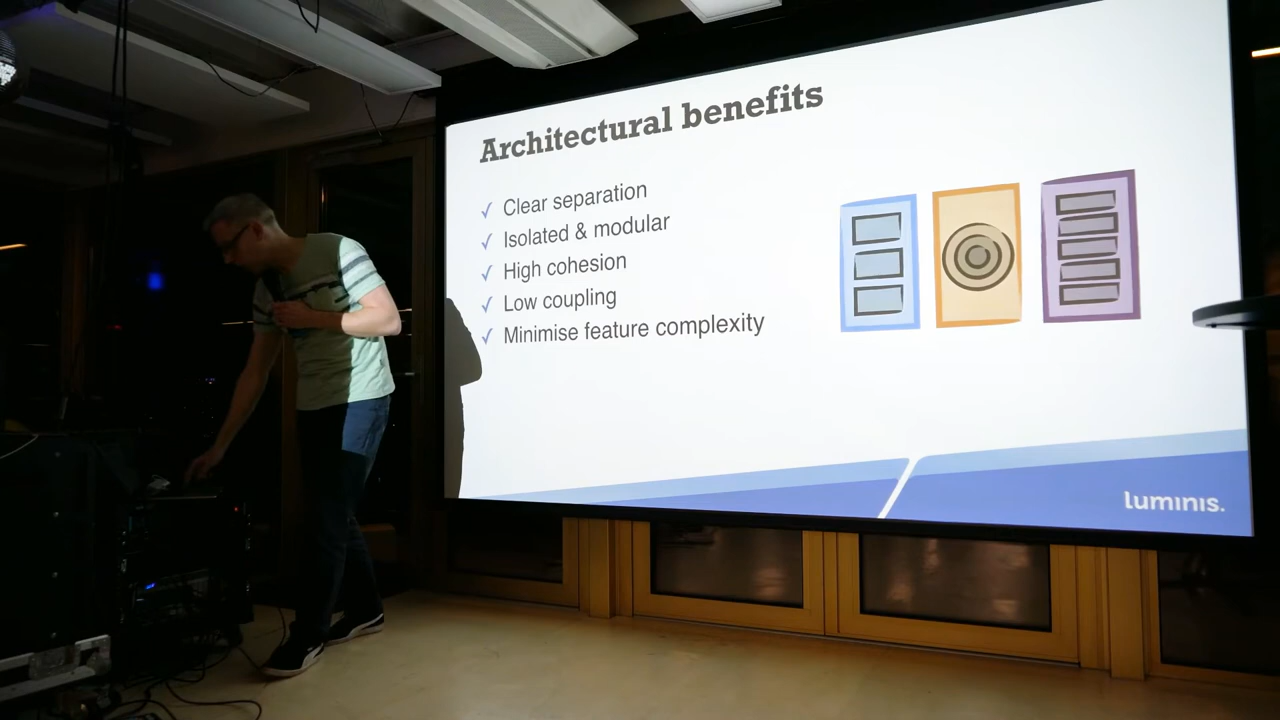 Architectural benefits
✓ Clear separation
✓ Isolated & modular
✓ High cohesion
✓ Low coupling
✓ Minimise feature complexity
luminis.